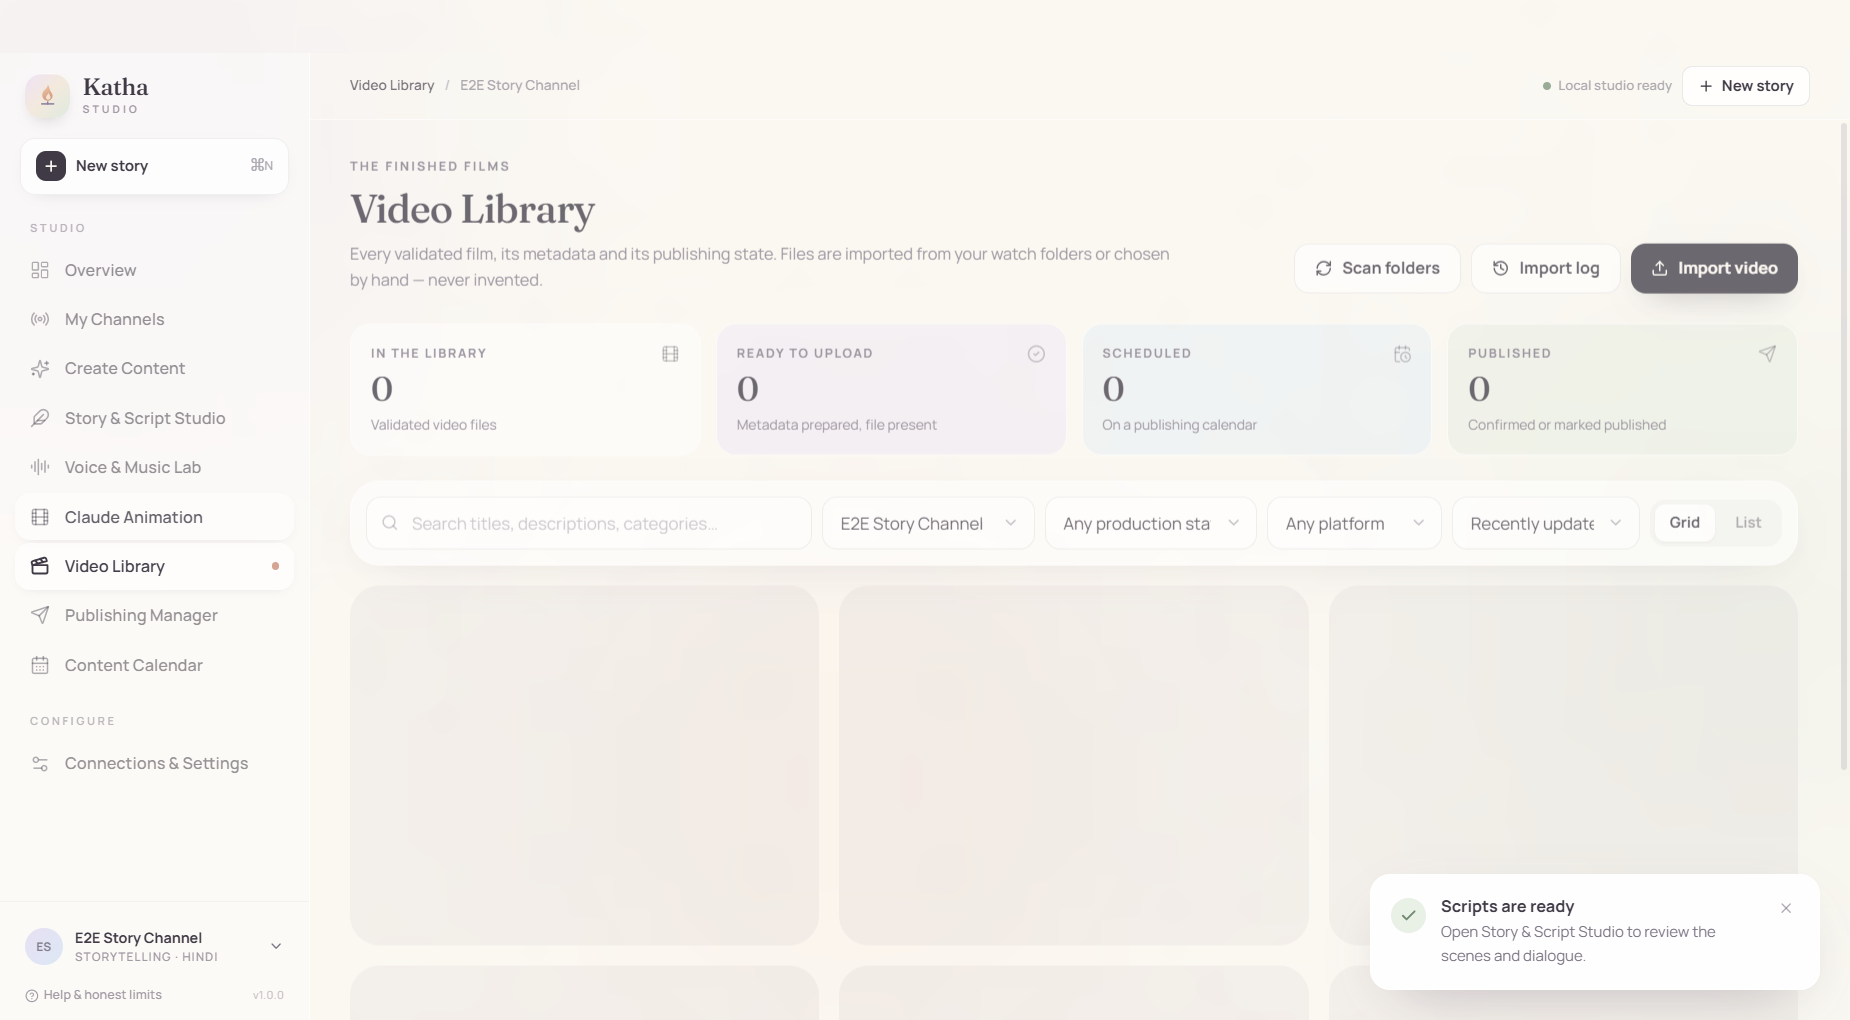 Katha
STUDIO
New story
⌘N
STUDIO
Overview
My Channels
Create Content
Story & Script Studio
Voice & Music Lab
Claude Animation
Video Library
Publishing Manager
Content Calendar
CONFIGURE
Connections & Settings
ES
E2E Story Channel
STORYTELLING · HINDI
Help & honest limits
v1.0.0
Video Library / E2E Story Channel
Local studio ready
New story
THE FINISHED FILMS
Video Library
Every validated film, its metadata and its publishing state. Files are imported from your watch folders or chosen
by hand — never invented.
Scan folders
Import log
Import video
IN THE LIBRARY
0
Validated video files
READY TO UPLOAD
0
Metadata prepared, file present
SCHEDULED
0
On a publishing calendar
PUBLISHED
0
Confirmed or marked published
Search titles, descriptions, categories…
E2E Story Channel
Any production sta
Any platform
Recently update
Grid
List
Scripts are ready
Open Story & Script Studio to review the
scenes and dialogue.